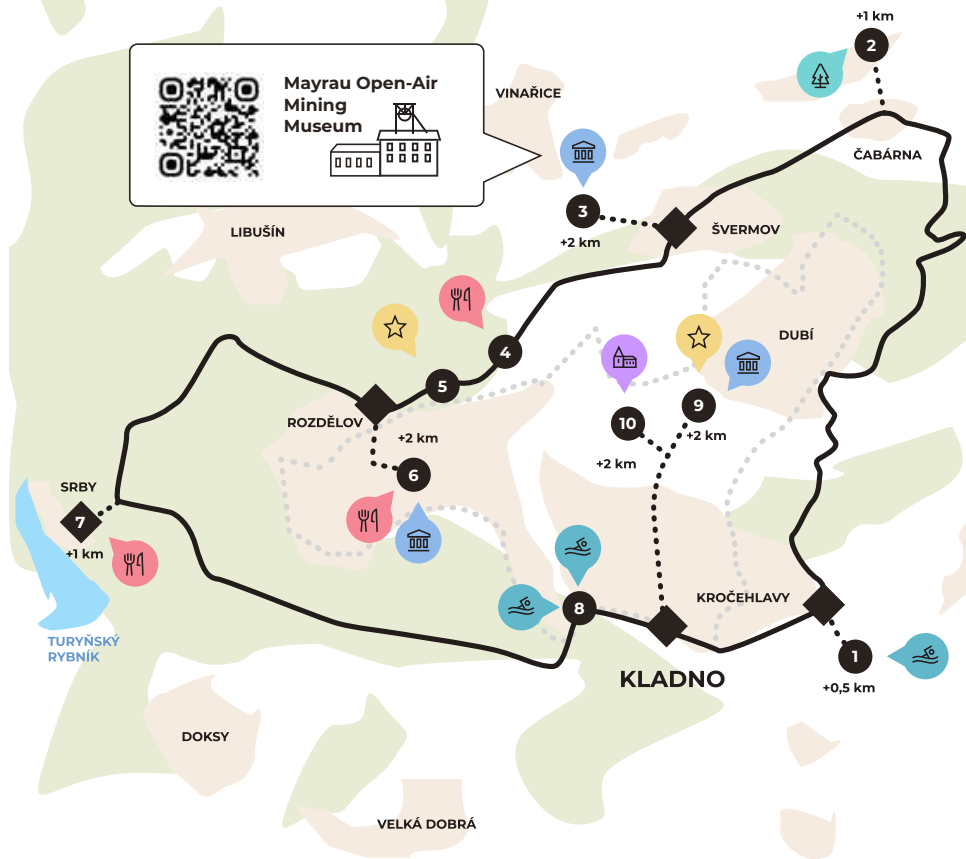 +1 km
2
Mayrau Open-Air
Mining
Museum
VINAŘICE
ČABÁRNA
3
+2 km
ŠVERMOV
LIBUŠÍN
DUBÍ
4
5
9
+2 km
10
+2 km
ROZDĚLOV
+2 km
6
SRBY
7
+1 km
8
KROČEHLAVY
TURYŇSKÝ
RYBNÍK
1
+0,5 km
KLADNO
DOKSY
VELKÁ DOBRÁ